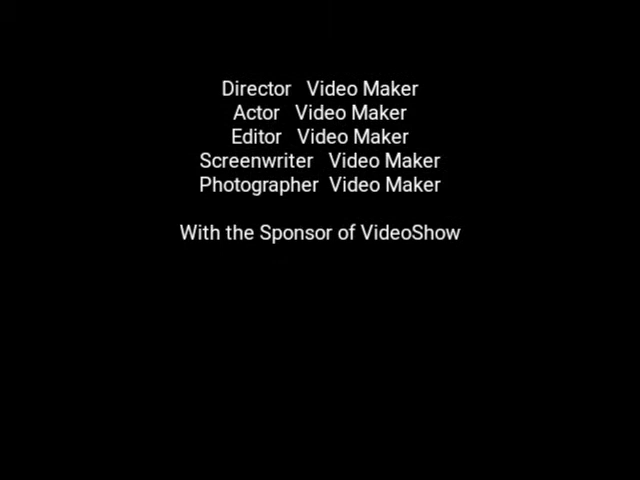 Director Video Maker
Actor Video Maker
Editor Video Maker
Screenwriter Video Maker
Photographer Video Maker
With the Sponsor of VideoShow